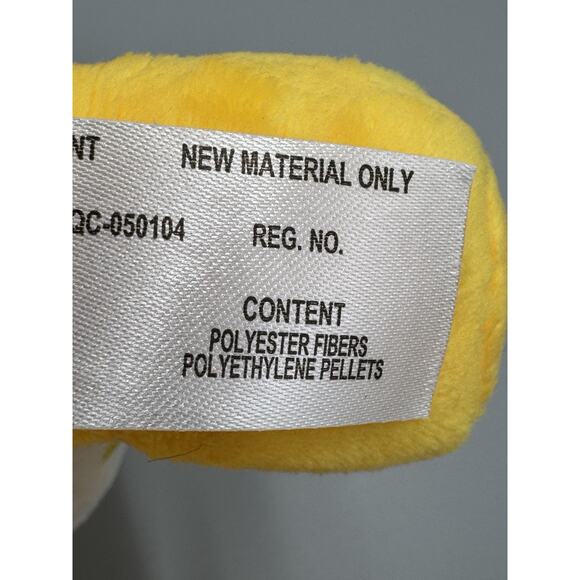 NT
NEW MATERIAL ONLY
QC-050104
REG. NO.
CONTENT
POLYESTER FIBERS
POLYETHYLENE PELLETS